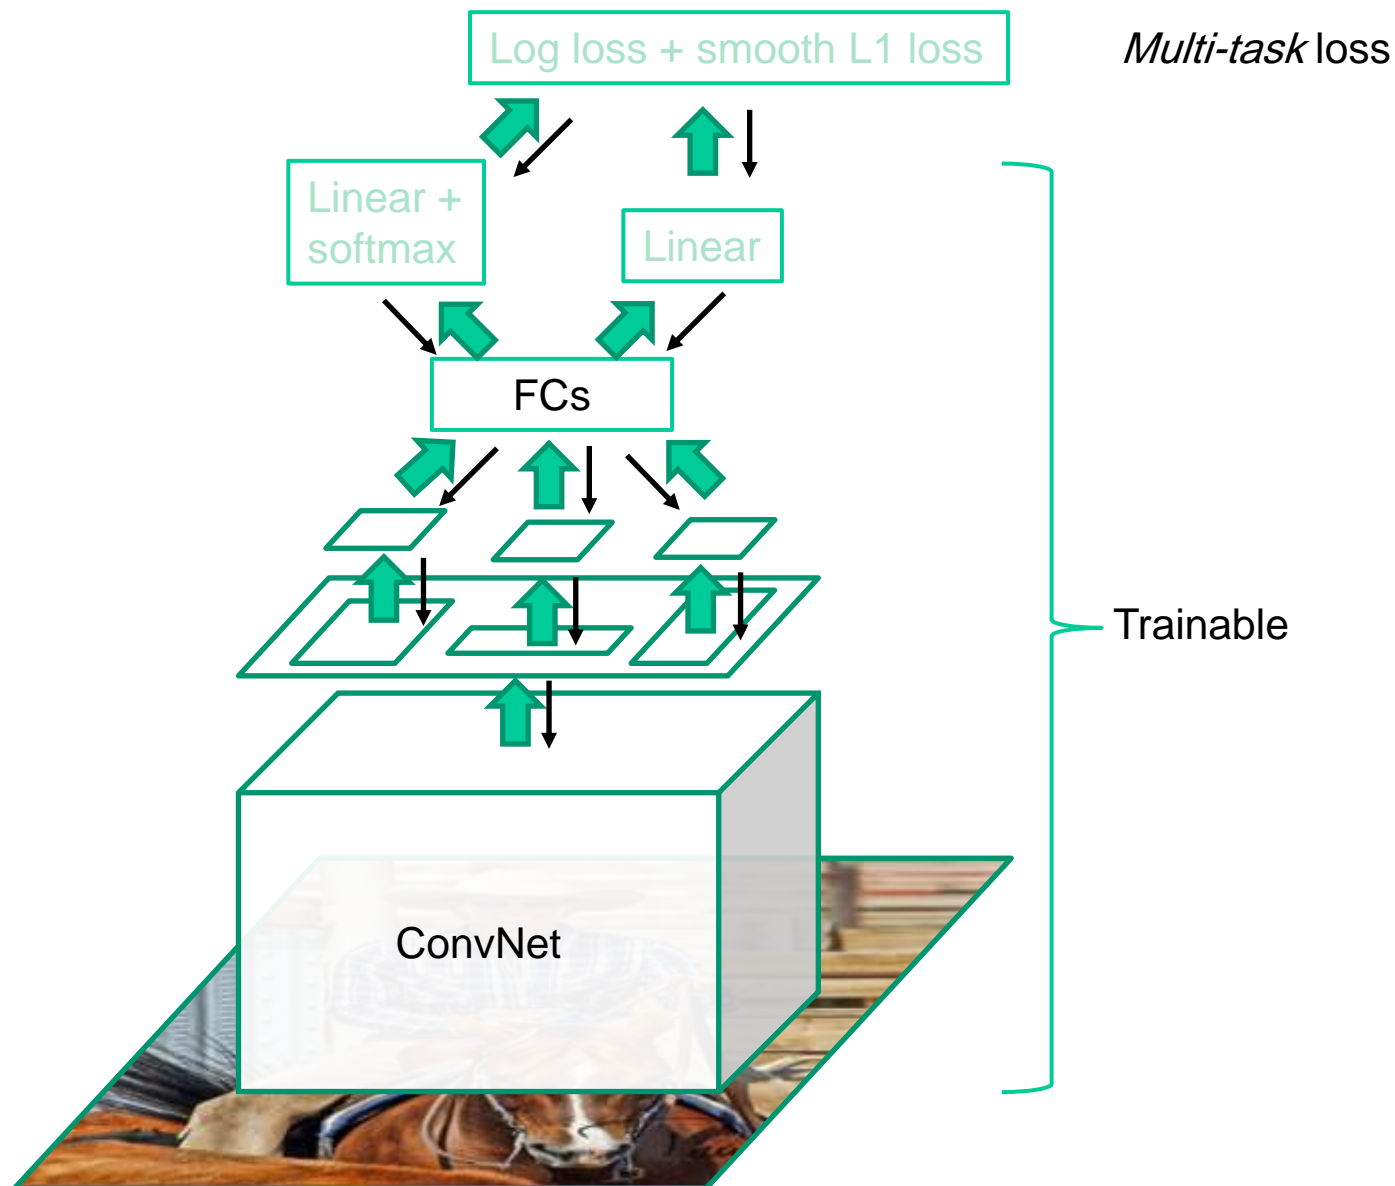 Log loss + smooth L1 loss
Multi-task loss
Linear +
softmax
Linear
FCs
Trainable
ConvNet